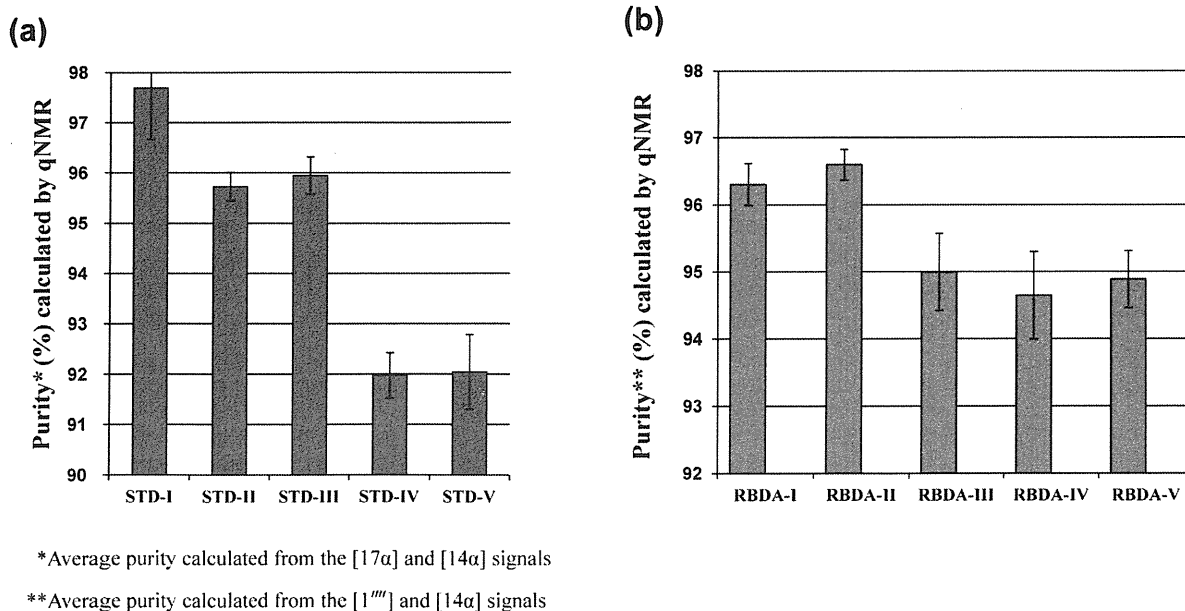 (a)
Purity* (%) calculated by qNMR
98
97
96
95
94
93
92
91
90
STD-I STD-II STD-III STD-IV STD-V
(b)
Purity** (%) calculated by qNMR
98
97
96
95
94
93
92
RBDA-I RBDA-II RBDA-III RBDA-IV RBDA-V
*Average purity calculated from the [17α] and [14α] signals
**Average purity calculated from the [1''''] and [14α] signals